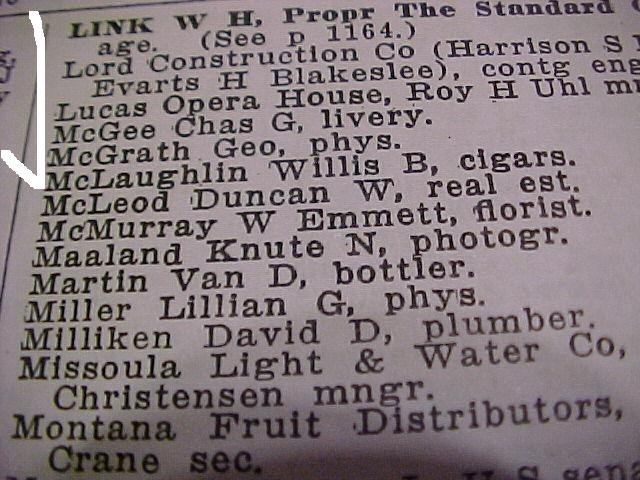 LINK W H, Propr The Standard
age. (See p 1164.)
Lord Construction Co (Harrison S
Evarts H Blakeslee), contg eng
Lucas Opera House, Roy H Uhl
McGee Chas G, livery.
McGrath Geo, phys.
McLaughlin Willis B, cigars.
McLeod Duncan W, real est.
McMurray W Emmett, florist.
Maaland Knute N, photogr.
Martin Van D, bottler.
Miller Lillian G, phys.
Milliken David D, plumber.
Missoula Light & Water Co,
Christensen mngr.
Montana Fruit Distributors,
Crane sec.